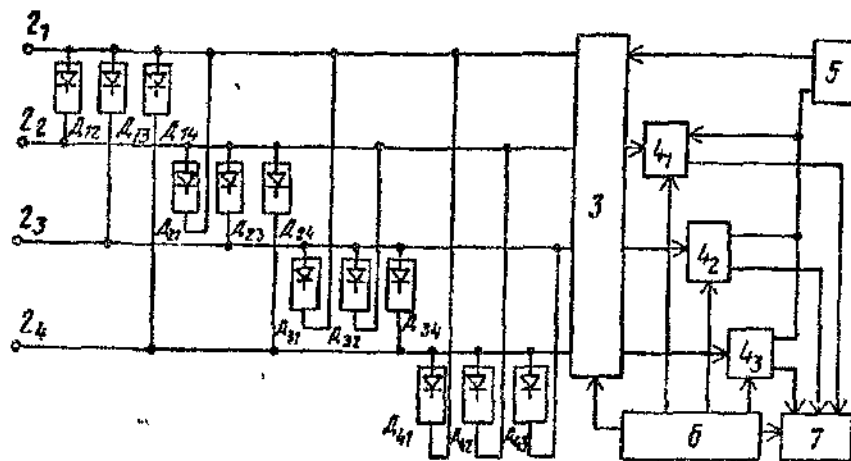 2₁
5
Д₁₂ Д₁₃ Д₁₄
2₂
4₁
3
2₃
Д₂₁ Д₂₃ Д₂₄
4₂
2₄
Д₃₁ Д₃₂ Д₃₄
4₃
Д₄₁ Д₄₂ Д₄₃
6
7